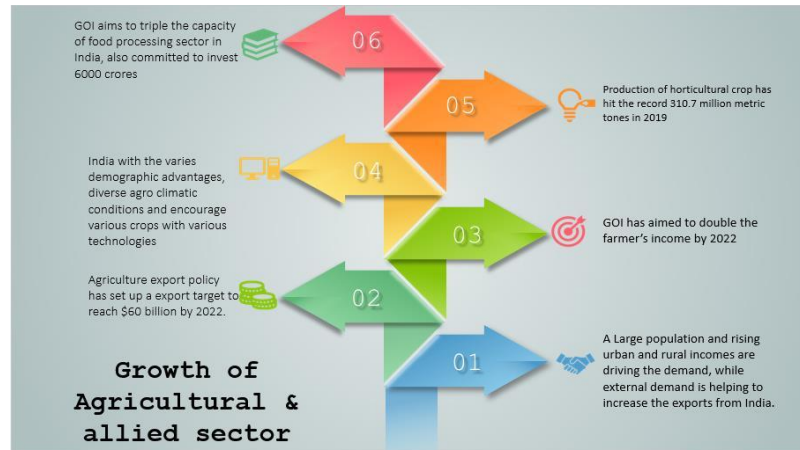 GOI aims to triple the capacity
of food processing sector in
India, also committed to invest
6000 crores
06
05
Production of horticultural crop has
hit the record 310.7 million metric
tones in 2019
India with the varies
demographic advantages,
diverse agro climatic
conditions and encourage
various crops with various
technologies
04
03
GOI has aimed to double the
farmer's income by 2022
Agriculture export policy
has set up a export target to
reach $60 billion by 2022.
02
01
A Large population and rising
urban and rural incomes are
driving the demand, while
external demand is helping to
increase the exports from India.
Growth of
Agricultural &
allied sector